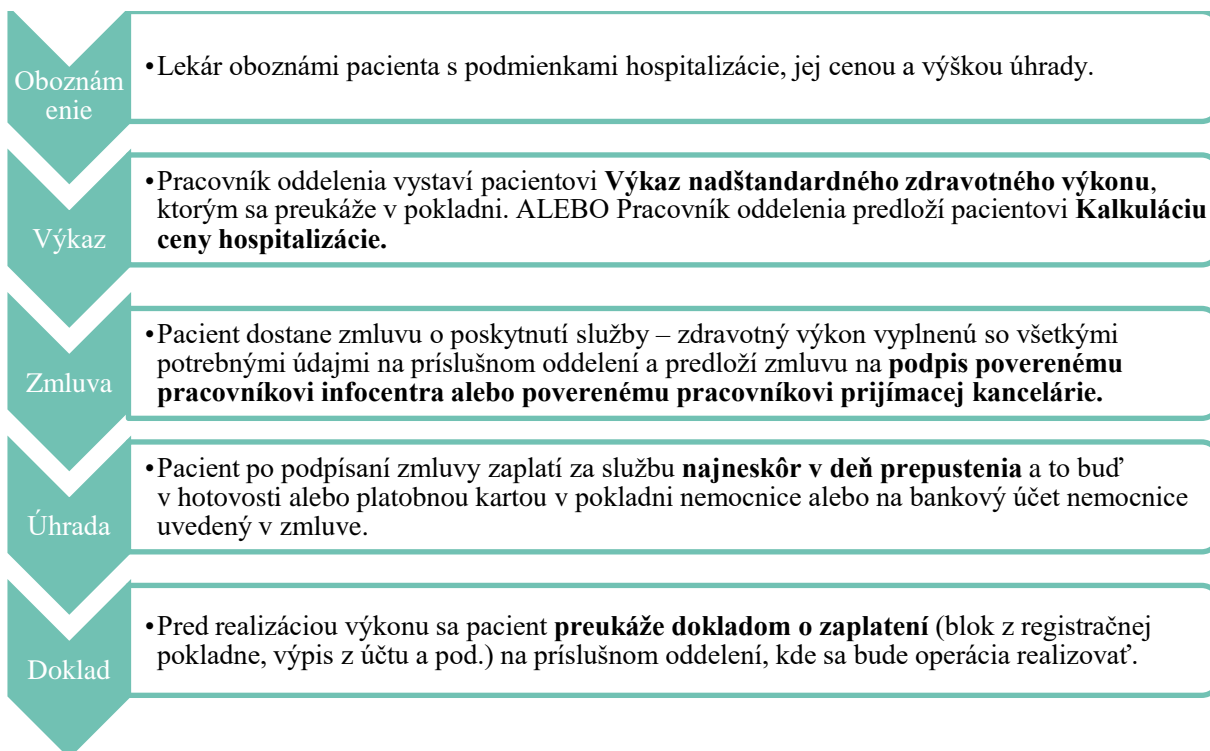 Oboznám
enie
•Lekár oboznámi pacienta s podmienkami hospitalizácie, jej cenou a výškou úhrady.
Výkaz
•Pracovník oddelenia vystaví pacientovi Výkaz nadštandardného zdravotného výkonu,
ktorým sa preukáže v pokladni. ALEBO Pracovník oddelenia predloží pacientovi Kalkuláciu
ceny hospitalizácie.
Zmluva
•Pacient dostane zmluvu o poskytnutí služby – zdravotný výkon vyplnenú so všetkými
potrebnými údajmi na príslušnom oddelení a predloží zmluvu na podpis poverenému
pracovníkovi infocentra alebo poverenému pracovníkovi prijímacej kancelárie.
Úhrada
•Pacient po podpísaní zmluvy zaplatí za službu najneskôr v deň prepustenia a to buď
v hotovosti alebo platobnou kartou v pokladni nemocnice alebo na bankový účet nemocnice
uvedený v zmluve.
Doklad
•Pred realizáciou výkonu sa pacient preukáže dokladom o zaplatení (blok z registračnej
pokladne, výpis z účtu a pod.) na príslušnom oddelení, kde sa bude operácia realizovať.